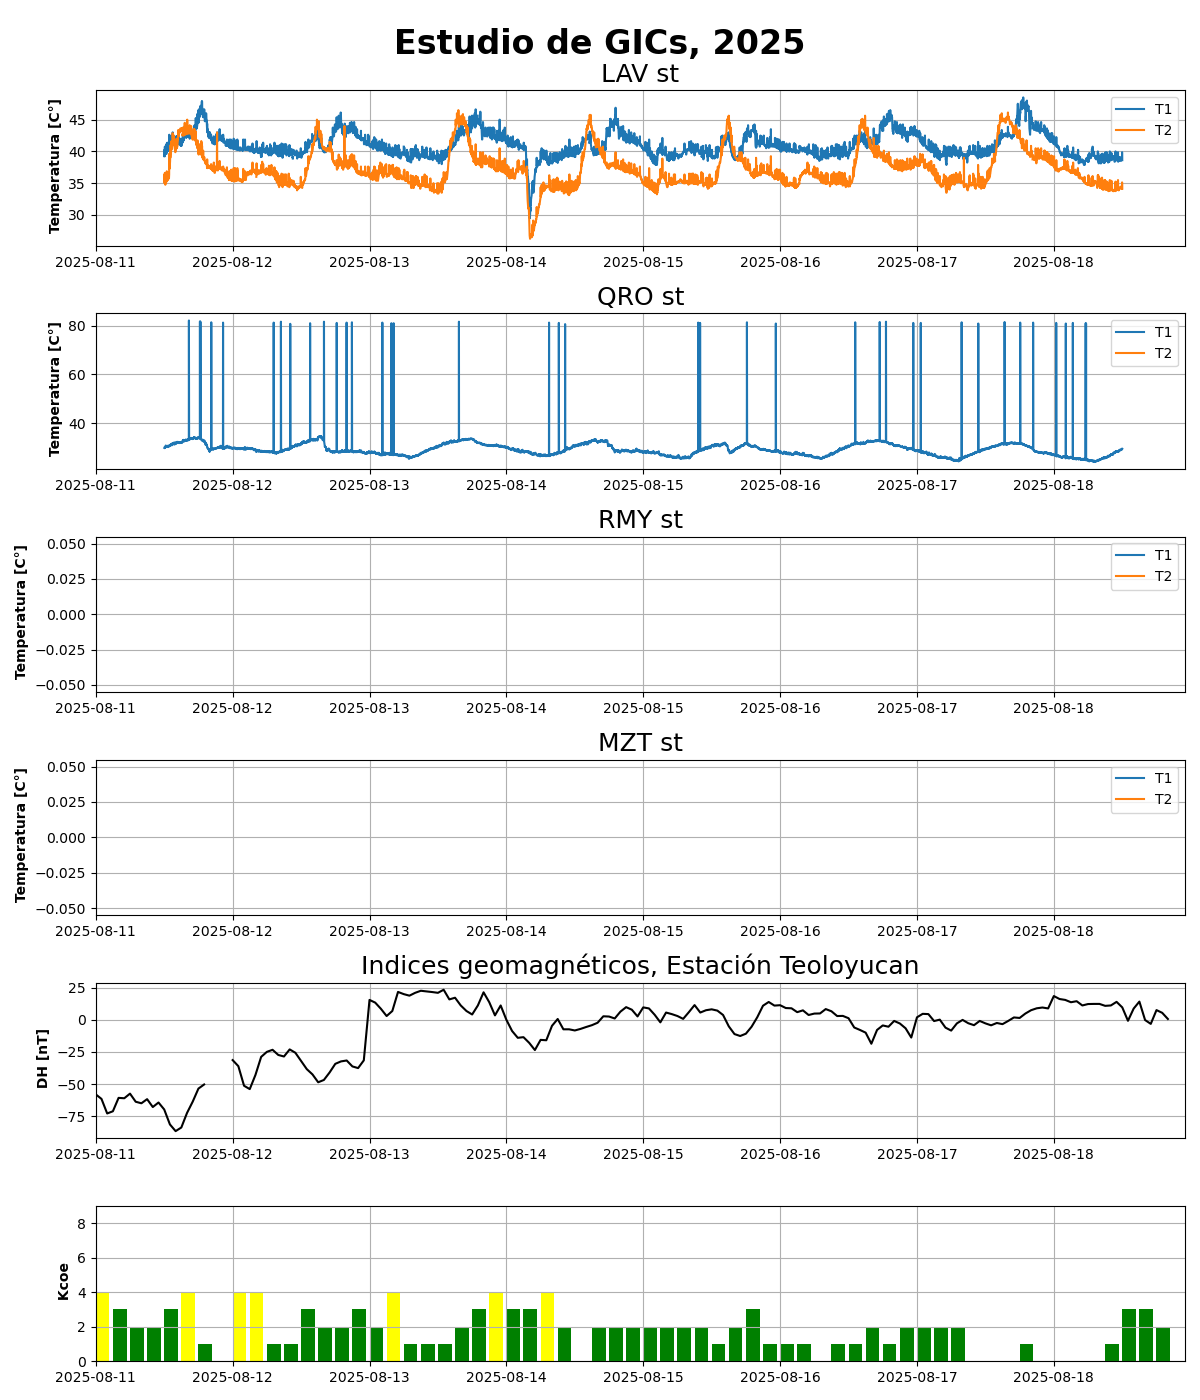 Estudio de GICs, 2025
LAV st
Temperatura [C°]
45
40
35
30
T1
T2
2025-08-11 2025-08-12 2025-08-13 2025-08-14 2025-08-15 2025-08-16 2025-08-17 2025-08-18
QRO st
Temperatura [C°]
80
60
40
T1
T2
2025-08-11 2025-08-12 2025-08-13 2025-08-14 2025-08-15 2025-08-16 2025-08-17 2025-08-18
RMY st
Temperatura [C°]
0.050
0.025
0.000
−0.025
−0.050
T1
T2
2025-08-11 2025-08-12 2025-08-13 2025-08-14 2025-08-15 2025-08-16 2025-08-17 2025-08-18
MZT st
Temperatura [C°]
0.050
0.025
0.000
−0.025
−0.050
T1
T2
2025-08-11 2025-08-12 2025-08-13 2025-08-14 2025-08-15 2025-08-16 2025-08-17 2025-08-18
Indices geomagnéticos, Estación Teoloyucan
DH [nT]
25
0
−25
−50
−75
2025-08-11 2025-08-12 2025-08-13 2025-08-14 2025-08-15 2025-08-16 2025-08-17 2025-08-18
Kcoe
8
6
4
2
0
2025-08-11 2025-08-12 2025-08-13 2025-08-14 2025-08-15 2025-08-16 2025-08-17 2025-08-18